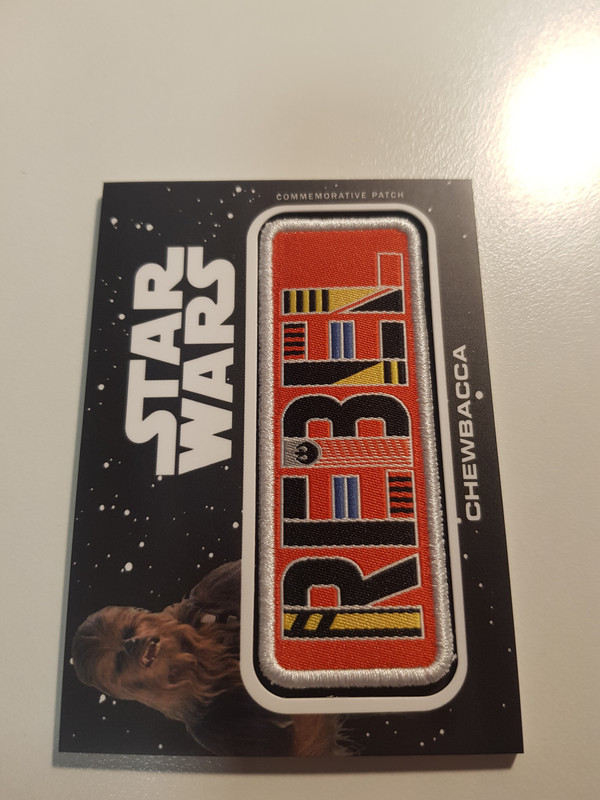 STAR
WARS
COMMEMORATIVE PATCH
REBEL
CHEWBACCA